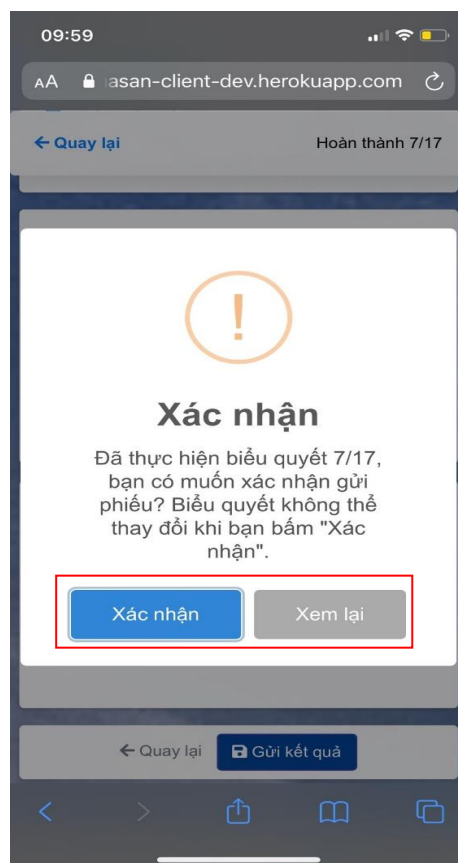 09:59
AA asan-client-dev.herokuapp.com
← Quay lại Hoàn thành 7/17
!
Xác nhận
Đã thực hiện biểu quyết 7/17,
bạn có muốn xác nhận gửi
phiếu? Biểu quyết không thể
thay đổi khi bạn bấm "Xác
nhận".
Xác nhận Xem lại
← Quay lại Gửi kết quả